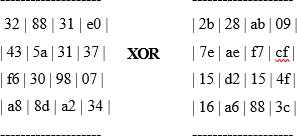 --------------------- ---------------------
32 | 88 | 31 | e0 | | 2b | 28 | ab | 09 |
| 43 | 5a | 31 | 37 | XOR | 7e | ae | f7 | cf |
| f6 | 30 | 98 | 07 | | 15 | d2 | 15 | 4f |
| a8 | 8d | a2 | 34 | | 16 | a6 | 88 | 3c |
--------------------- ---------------------